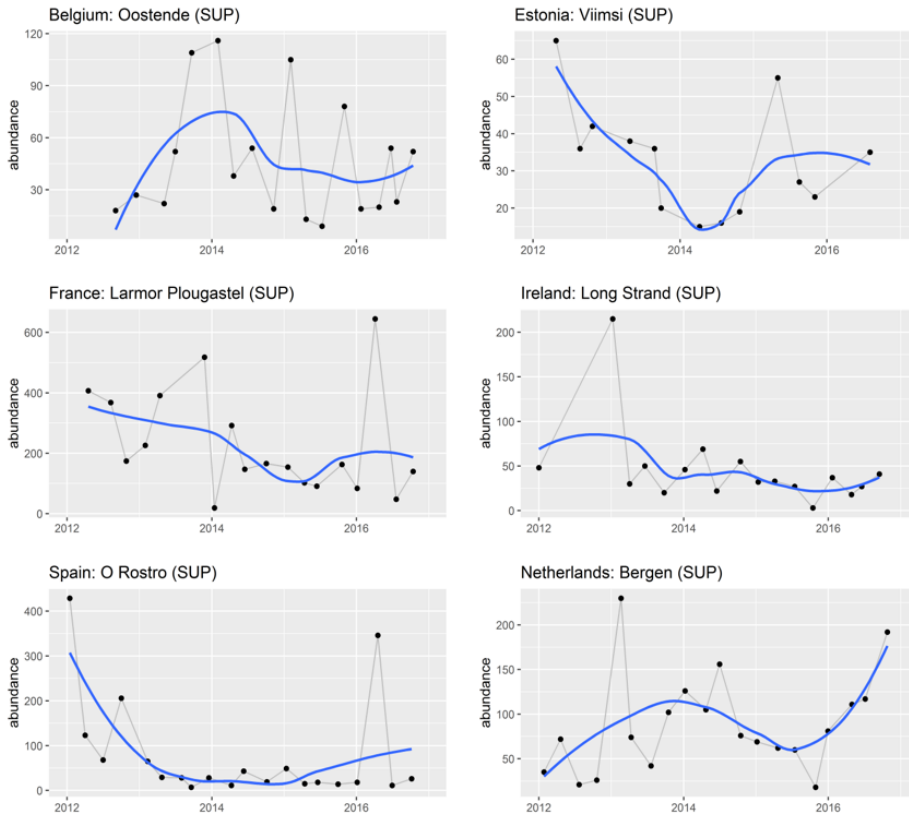 Belgium: Oostende (SUP)
120
90
60
30
abundance
2012 2014 2016
Estonia: Viimsi (SUP)
60
50
40
30
20
abundance
2012 2014 2016
France: Larmor Plougastel (SUP)
600
400
200
0
abundance
2012 2014 2016
Ireland: Long Strand (SUP)
200
150
100
50
0
abundance
2012 2014 2016
Spain: O Rostro (SUP)
400
300
200
100
0
abundance
2012 2014 2016
Netherlands: Bergen (SUP)
200
150
100
50
abundance
2012 2014 2016